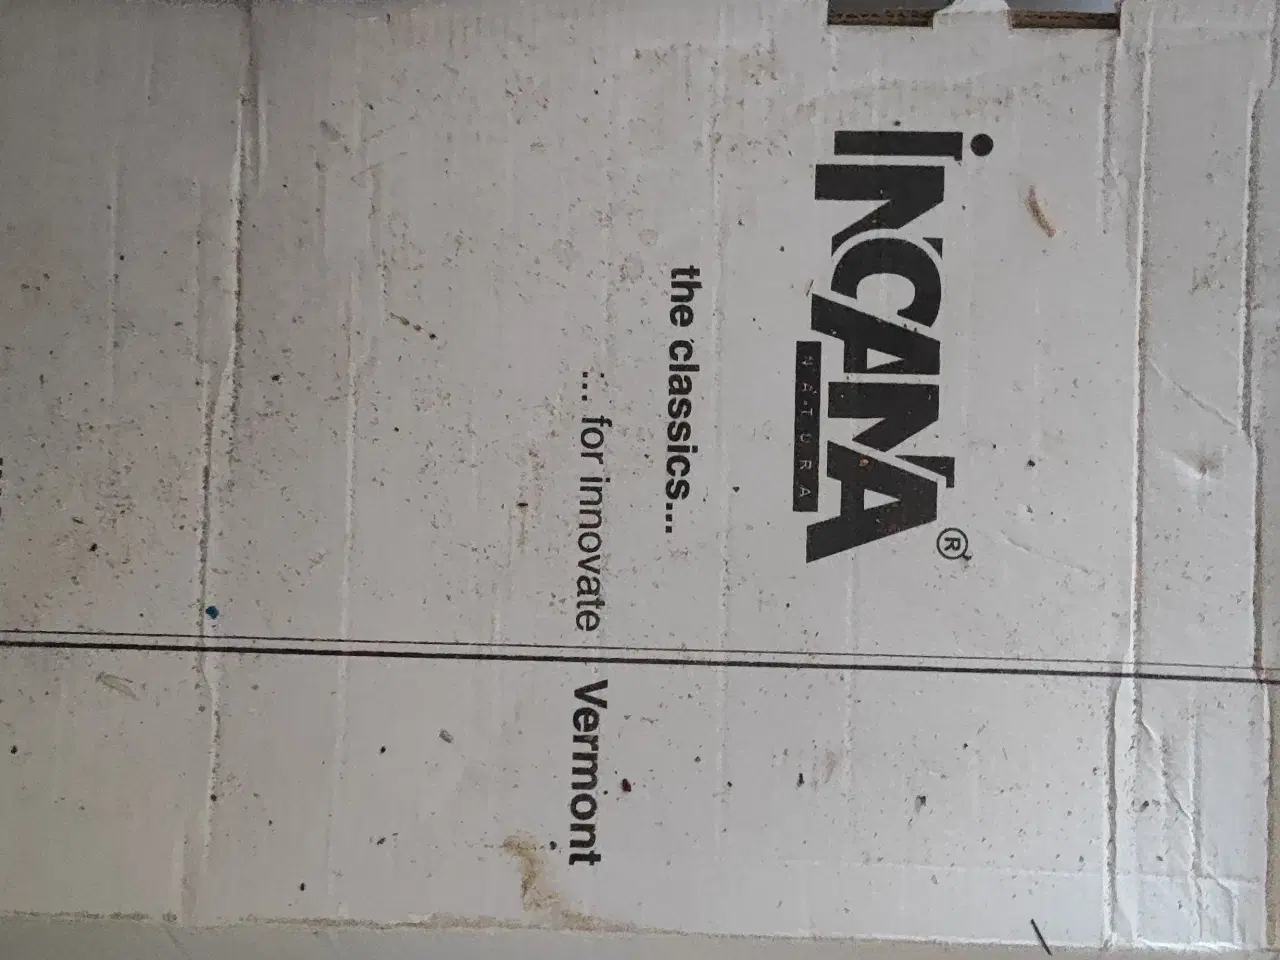 iNCANA®
NATURA
the classics...
... for innovate Vermont